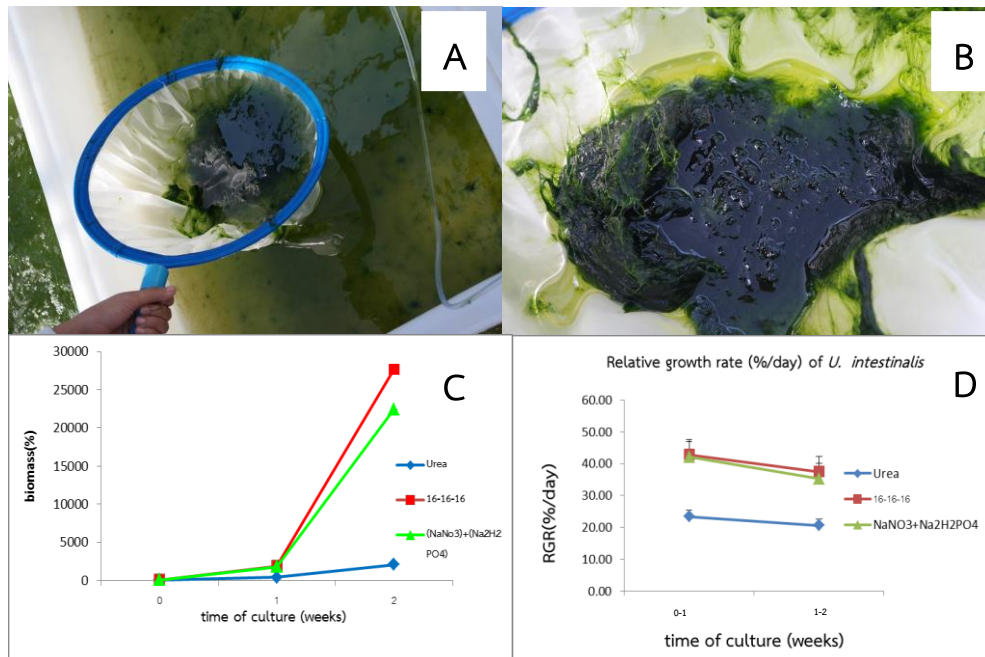 A
B
30000
25000
20000
15000
10000
5000
0
biomass(%)
0
1
2
time of culture (weeks)
C
Urea
16-16-16
(NaNo3)+(Na2H2
PO4)
Relative growth rate (%/day) of U. intestinalis
D
60.00
50.00
40.00
30.00
20.00
10.00
0.00
RGR(%/day)
0-1
1-2
time of culture (weeks)
Urea
16-16-16
NaNO3+Na2H2PO4